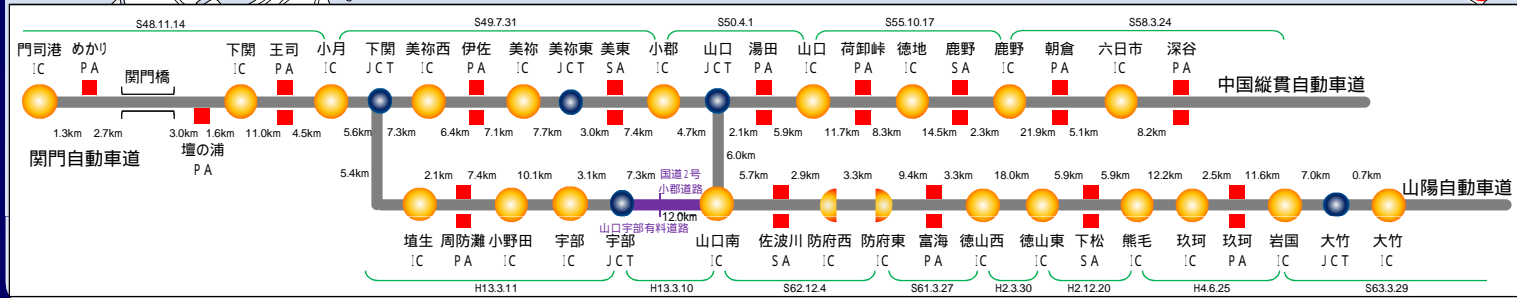 S48.11.14 S49.7.31 S50.4.1 S55.10.17 S58.3.24
門司港 めかり 下関 王司 小月 下関 美祢西 伊佐 美祢 美祢東 美東 小郡 山口 湯田 山口 荷卸峠 徳地 鹿野 鹿野 朝倉 六日市 深谷
IC PA IC PA IC JCT IC PA IC JCT SA IC JCT PA IC PA IC SA IC PA IC PA
関門橋
中国縦貫自動車道
1.3km 2.7km 3.0km 1.6km 11.0km 4.5km 5.6km 7.3km 6.4km 7.1km 7.7km 3.0km 7.4km 4.7km 2.1km 5.9km 11.7km 8.3km 14.5km 2.3km 21.9km 5.1km 8.2km
関門自動車道
壇の浦
PA
6.0km
5.4km
2.1km 7.4km 10.1km 3.1km 7.3km 国道2号 5.7km 2.9km 3.3km 9.4km 3.3km 18.0km 5.9km 5.9km 12.2km 2.5km 11.6km 7.0km 0.7km
小郡道路
山陽自動車道
12.0km
山口宇部有料道路
埴生 周防灘 小野田 宇部 宇部 山口南 佐波川 防府西 防府東 富海 徳山西 徳山東 下松 熊毛 玖珂 玖珂 岩国 大竹 大竹
IC PA IC IC JCT IC SA IC IC PA IC IC SA IC IC PA IC JCT IC
H13.3.11 H13.3.10 S62.12.4 S61.3.27 H2.3.30 H2.12.20 H4.6.25 S63.3.29